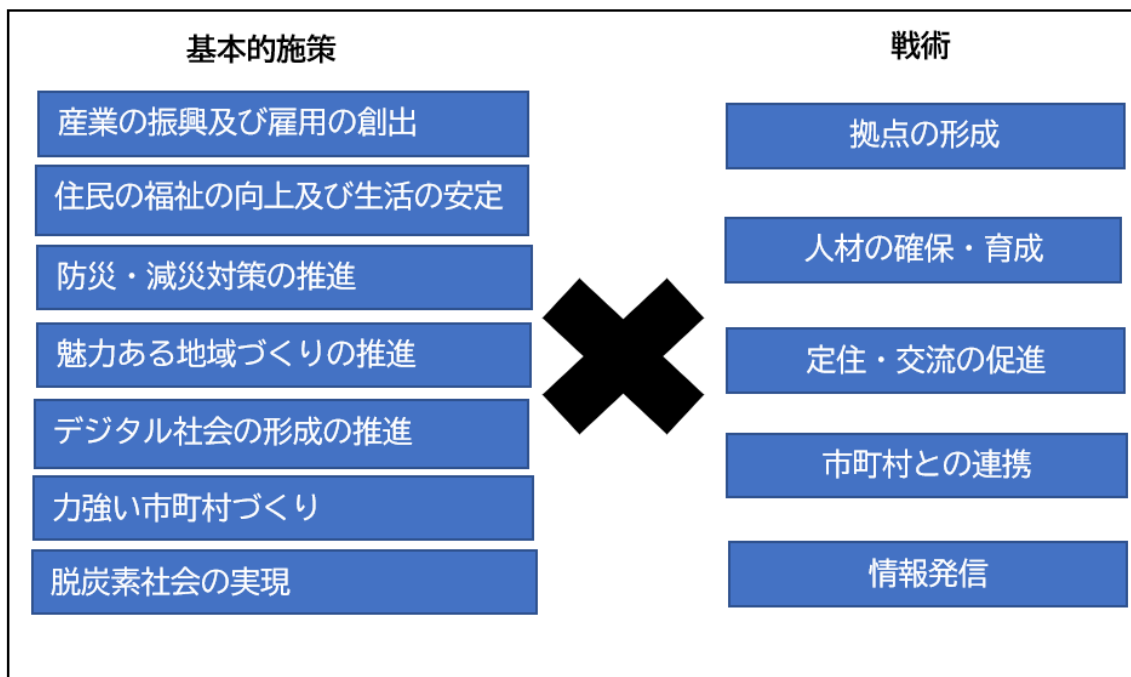 基本的施策
産業の振興及び雇用の創出
住民の福祉の向上及び生活の安定
防災・減災対策の推進
魅力ある地域づくりの推進
デジタル社会の形成の推進
力強い市町村づくり
脱炭素社会の実現
戦術
拠点の形成
人材の確保・育成
定住・交流の促進
市町村との連携
情報発信